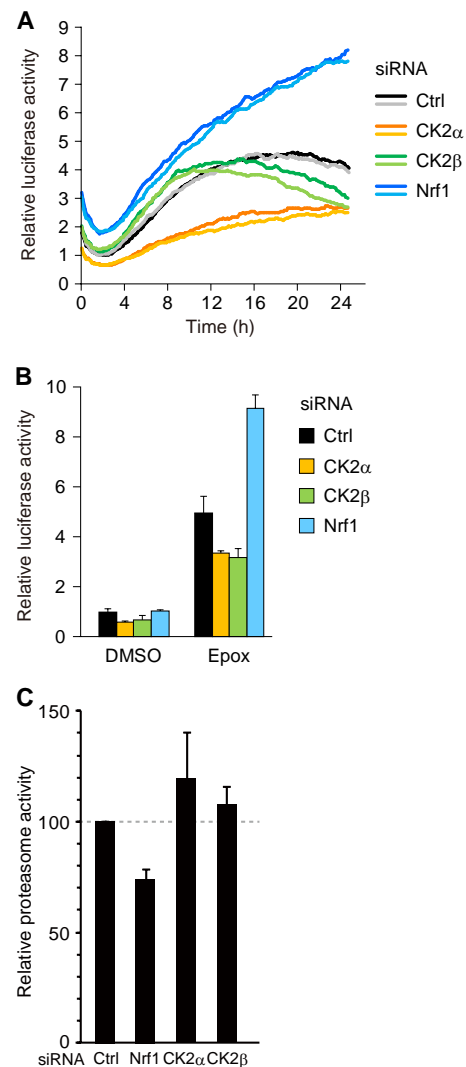 A
Relative luciferase activity
9
8
7
6
5
4
3
2
1
0
0 4 8 12 16 20 24
Time (h)
siRNA
Ctrl
CK2α
CK2β
Nrf1
B
Relative luciferase activity
10
8
6
4
2
0
DMSO Epox
siRNA
Ctrl
CK2α
CK2β
Nrf1
C
Relative proteasome activity
150
100
50
0
siRNA Ctrl Nrf1 CK2α CK2β